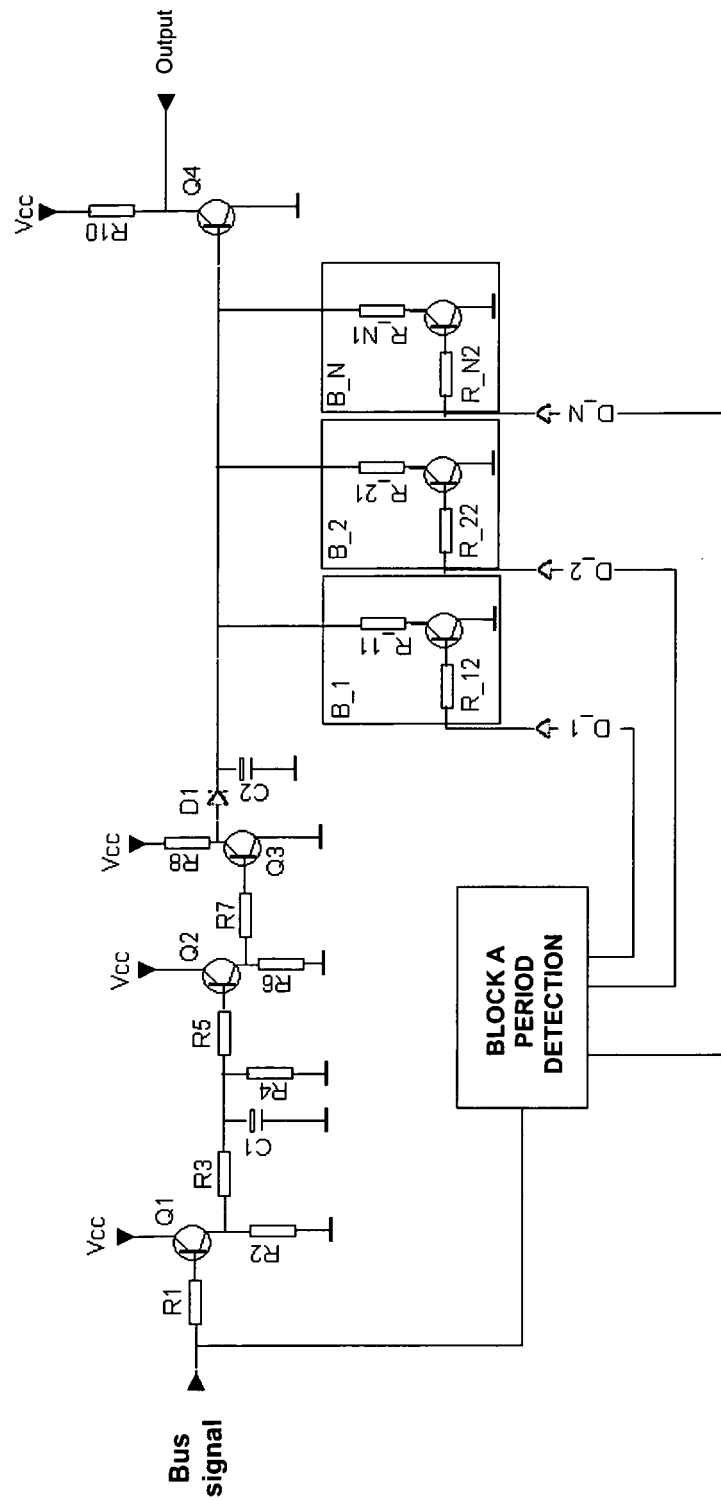 Bus
signal
R1
Vcc
Q1
R2
R3
C1
R4
R5
Vcc
Q2
R6
R7
Vcc
R8
Q3
D1
C2
Vcc
R10
Q4
Output
B_1
R_11
R_12
B_2
R_21
R_22
B_N
R_N1
R_N2
D_1
D_2
D_N
BLOCK A
PERIOD
DETECTION